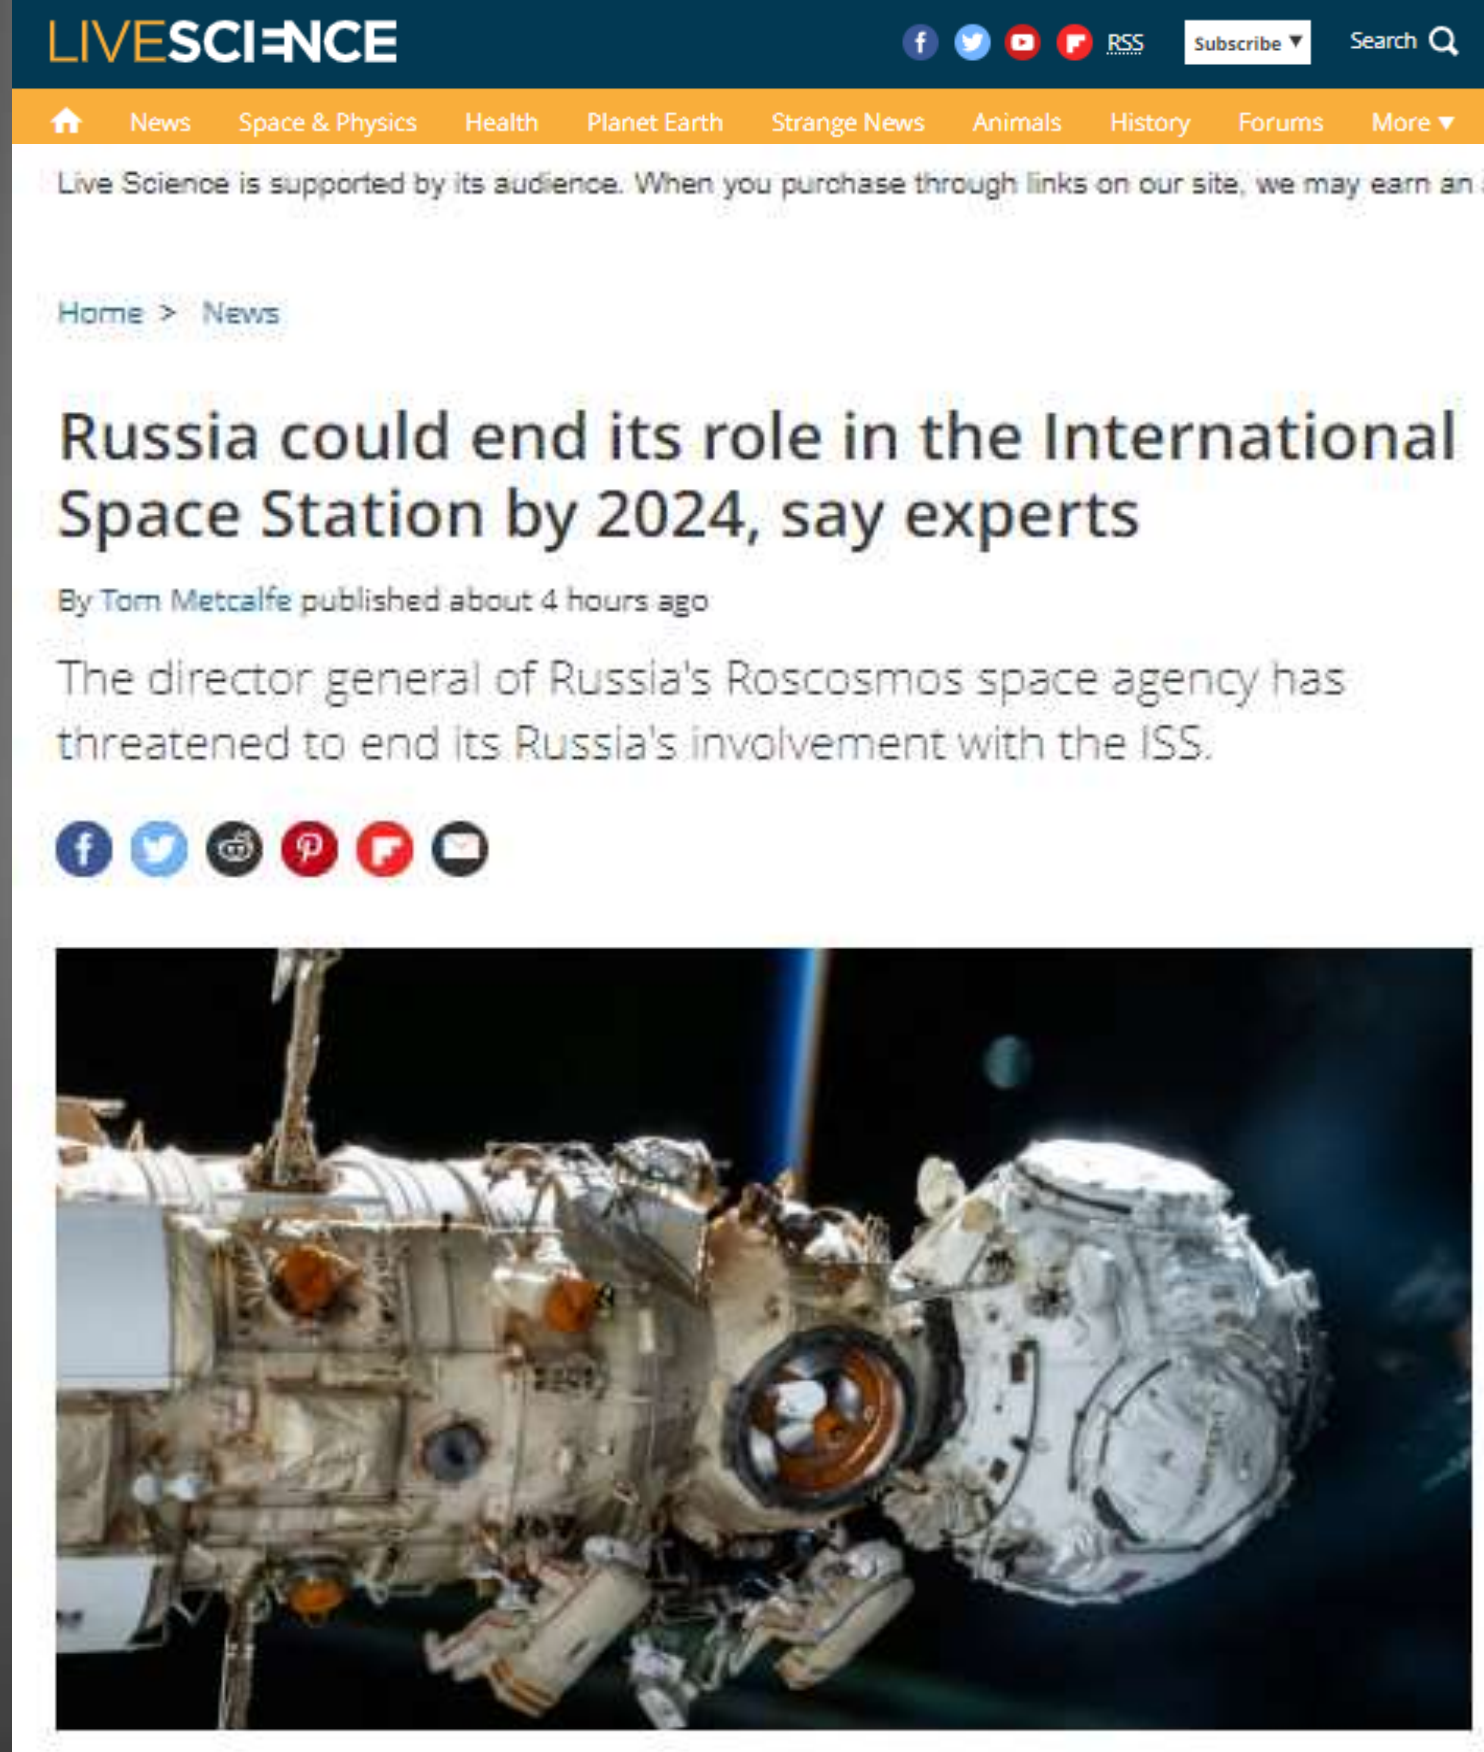 LIVESCIENCE
RSS Subscribe Search
News Space & Physics Health Planet Earth Strange News Animals History Forums More
Live Science is supported by its audience. When you purchase through links on our site, we may earn an
Home > News
Russia could end its role in the International
Space Station by 2024, say experts
By Tom Metcalfe published about 4 hours ago
The director general of Russia's Roscosmos space agency has
threatened to end its Russia's involvement with the ISS.